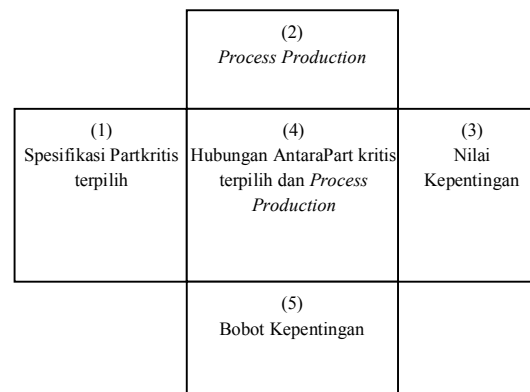 (2)
Process Production
(1)
Spesifikasi Partkritis
terpilih
(4)
Hubungan AntaraPart kritis
terpilih dan Process
Production
(3)
Nilai
Kepentingan
(5)
Bobot Kepentingan